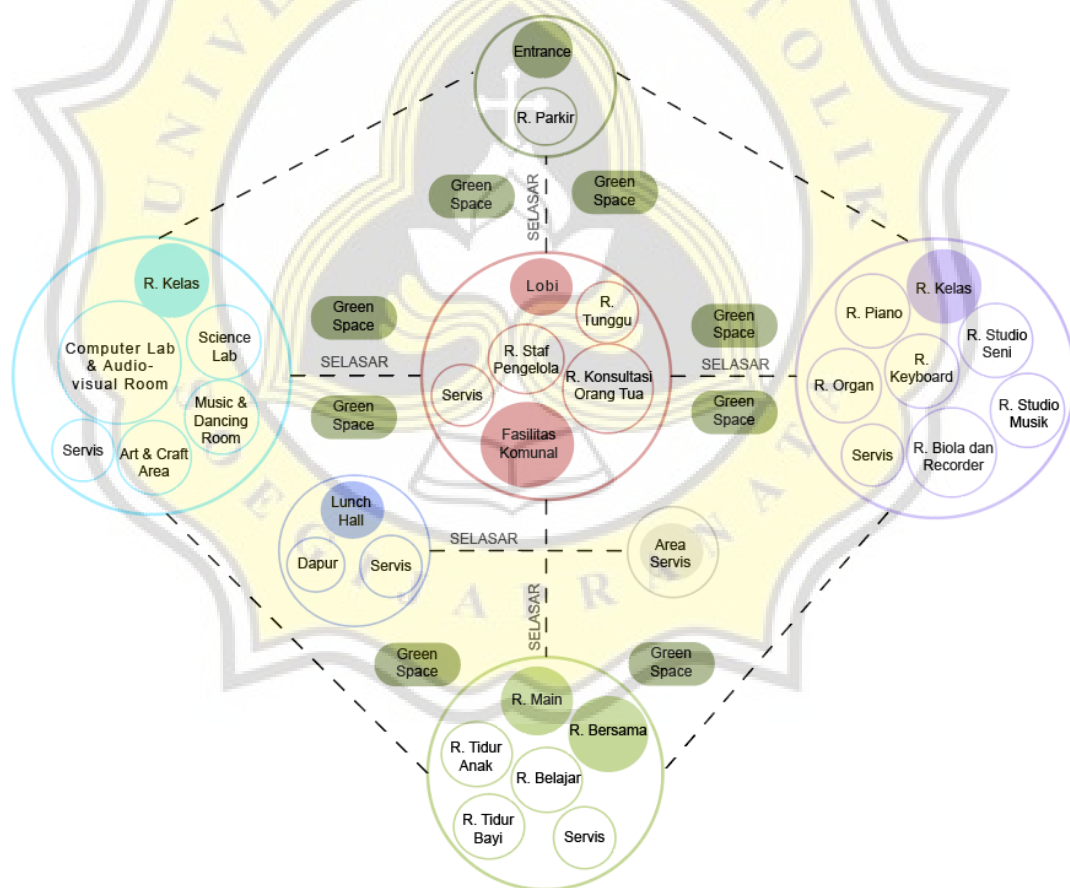 Entrance
R. Parkir
Green
Space
SELASAR
Green
Space
R. Kelas
Computer Lab
& Audio-
visual Room
Science
Lab
Music &
Dancing
Room
Servis
Art & Craft
Area
Green
Space
SELASAR
Green
Space
Lobi
R.
Tunggu
R. Staf
Pengelola
R. Konsultasi
Orang Tua
Servis
Fasilitas
Komunal
Green
Space
SELASAR
Green
Space
R. Kelas
R. Piano
R. Studio
Seni
R.
Keyboard
R. Organ
R. Studio
Musik
R. Biola dan
Recorder
Servis
Lunch
Hall
Dapur
Servis
SELASAR
Area
Servis
SELASAR
Green
Space
Green
Space
R. Main
R. Bersama
R. Tidur
Anak
R. Belajar
R. Tidur
Bayi
Servis